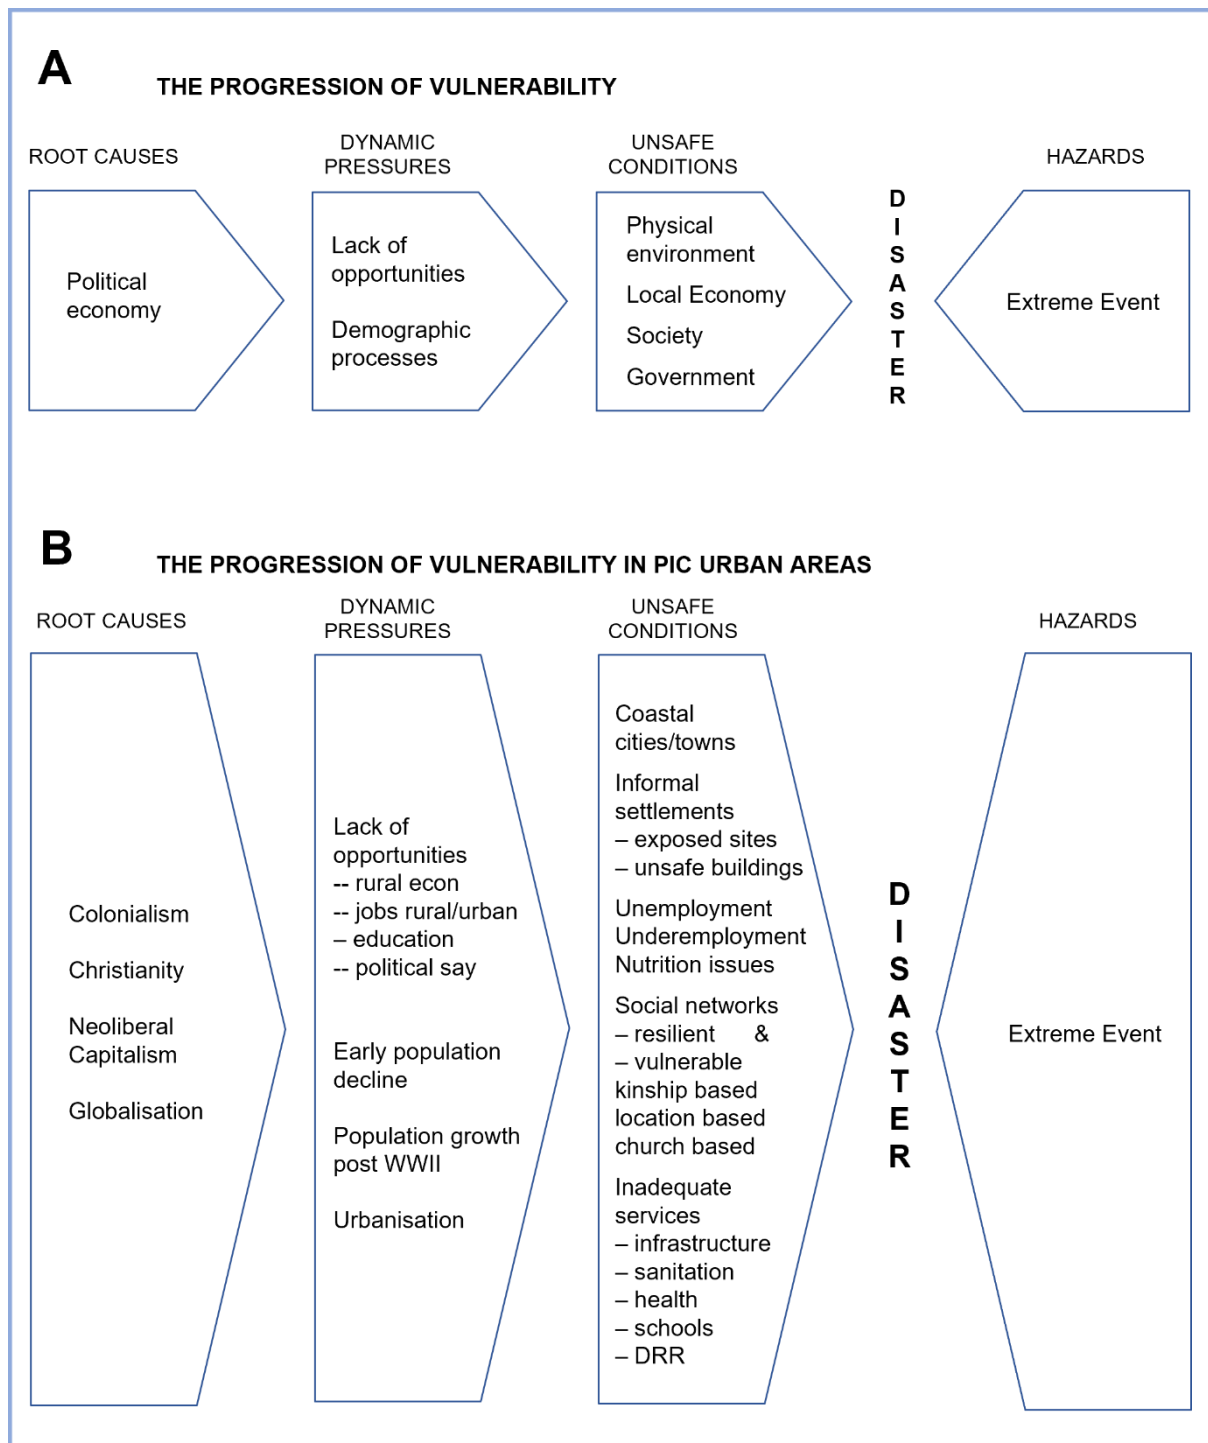 A
THE PROGRESSION OF VULNERABILITY
ROOT CAUSES
Political
economy
DYNAMIC
PRESSURES
Lack of
opportunities
Demographic
processes
UNSAFE
CONDITIONS
Physical
environment
Local Economy
Society
Government
D
I
S
A
S
T
E
R
HAZARDS
Extreme Event
B
THE PROGRESSION OF VULNERABILITY IN PIC URBAN AREAS
ROOT CAUSES
Colonialism
Christianity
Neoliberal
Capitalism
Globalisation
DYNAMIC
PRESSURES
Lack of
opportunities
-- rural econ
-- jobs rural/urban
– education
-- political say
Early population
decline
Population growth
post WWII
Urbanisation
UNSAFE
CONDITIONS
Coastal
cities/towns
Informal
settlements
– exposed sites
– unsafe buildings
Unemployment
Underemployment
Nutrition issues
Social networks
– resilient &
– vulnerable
kinship based
location based
church based
Inadequate
services
– infrastructure
– sanitation
– health
– schools
– DRR
D
I
S
A
S
T
E
R
HAZARDS
Extreme Event